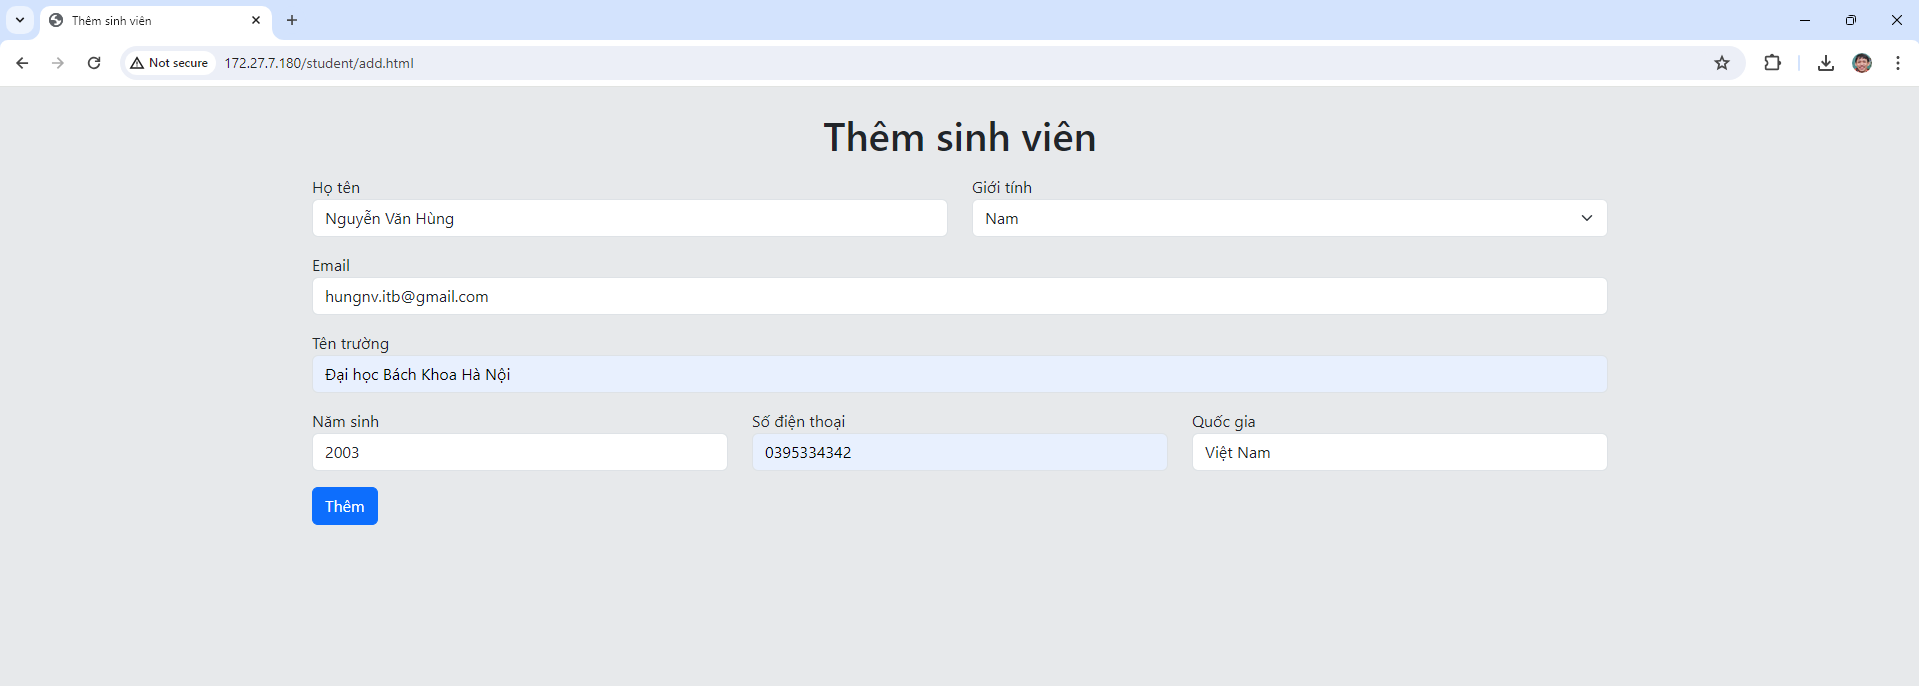 Thêm sinh viên
Not secure 172.27.7.180/student/add.html
Thêm sinh viên
Họ tên Giới tính
Nguyễn Văn Hùng Nam
Email
hungnv.itb@gmail.com
Tên trường
Đại học Bách Khoa Hà Nội
Năm sinh Số điện thoại Quốc gia
2003 0395334342 Việt Nam
Thêm